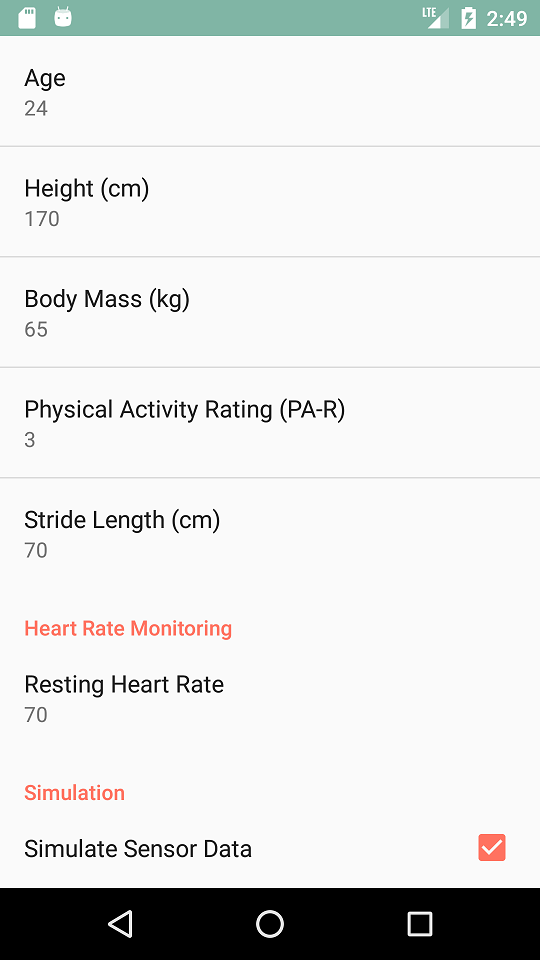 LTE 2:49
Age
24
Height (cm)
170
Body Mass (kg)
65
Physical Activity Rating (PA-R)
3
Stride Length (cm)
70
Heart Rate Monitoring
Resting Heart Rate
70
Simulation
Simulate Sensor Data